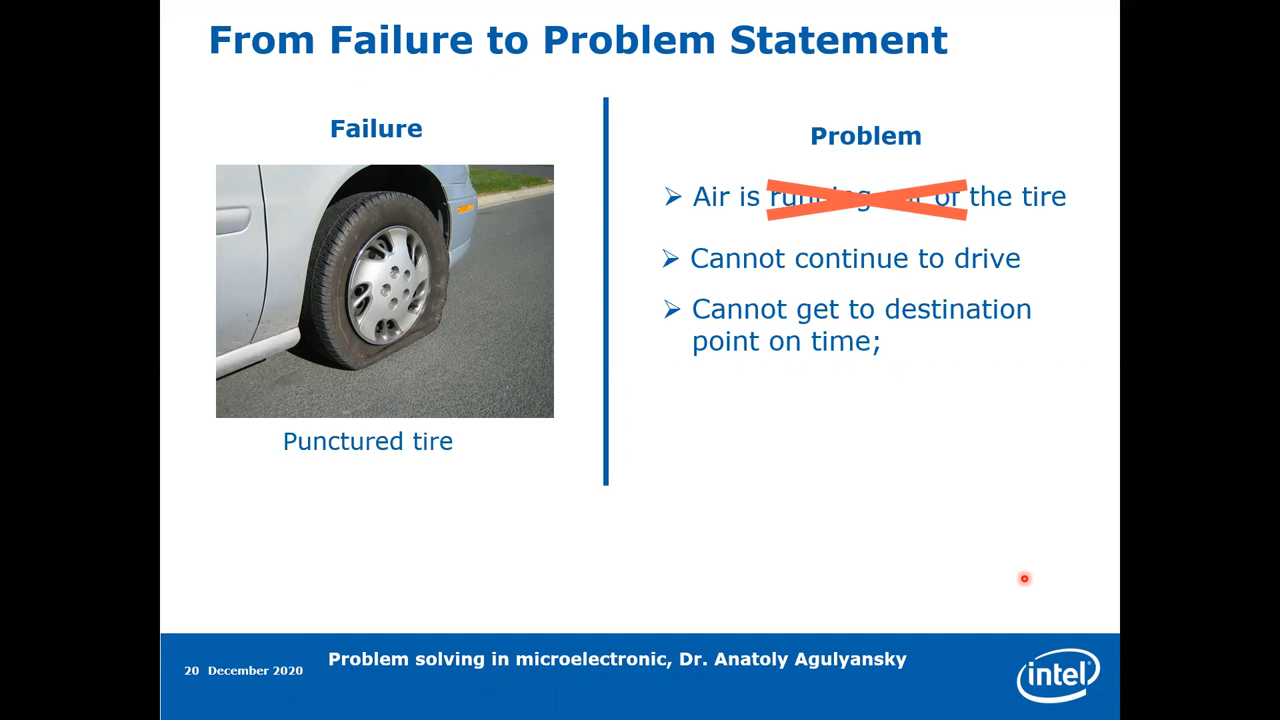 From Failure to Problem Statement
Failure
Punctured tire
Problem
Air is running out of the tire
Cannot continue to drive
Cannot get to destination
point on time;
20 December 2020
Problem solving in microelectronic, Dr. Anatoly Agulyansky
intel